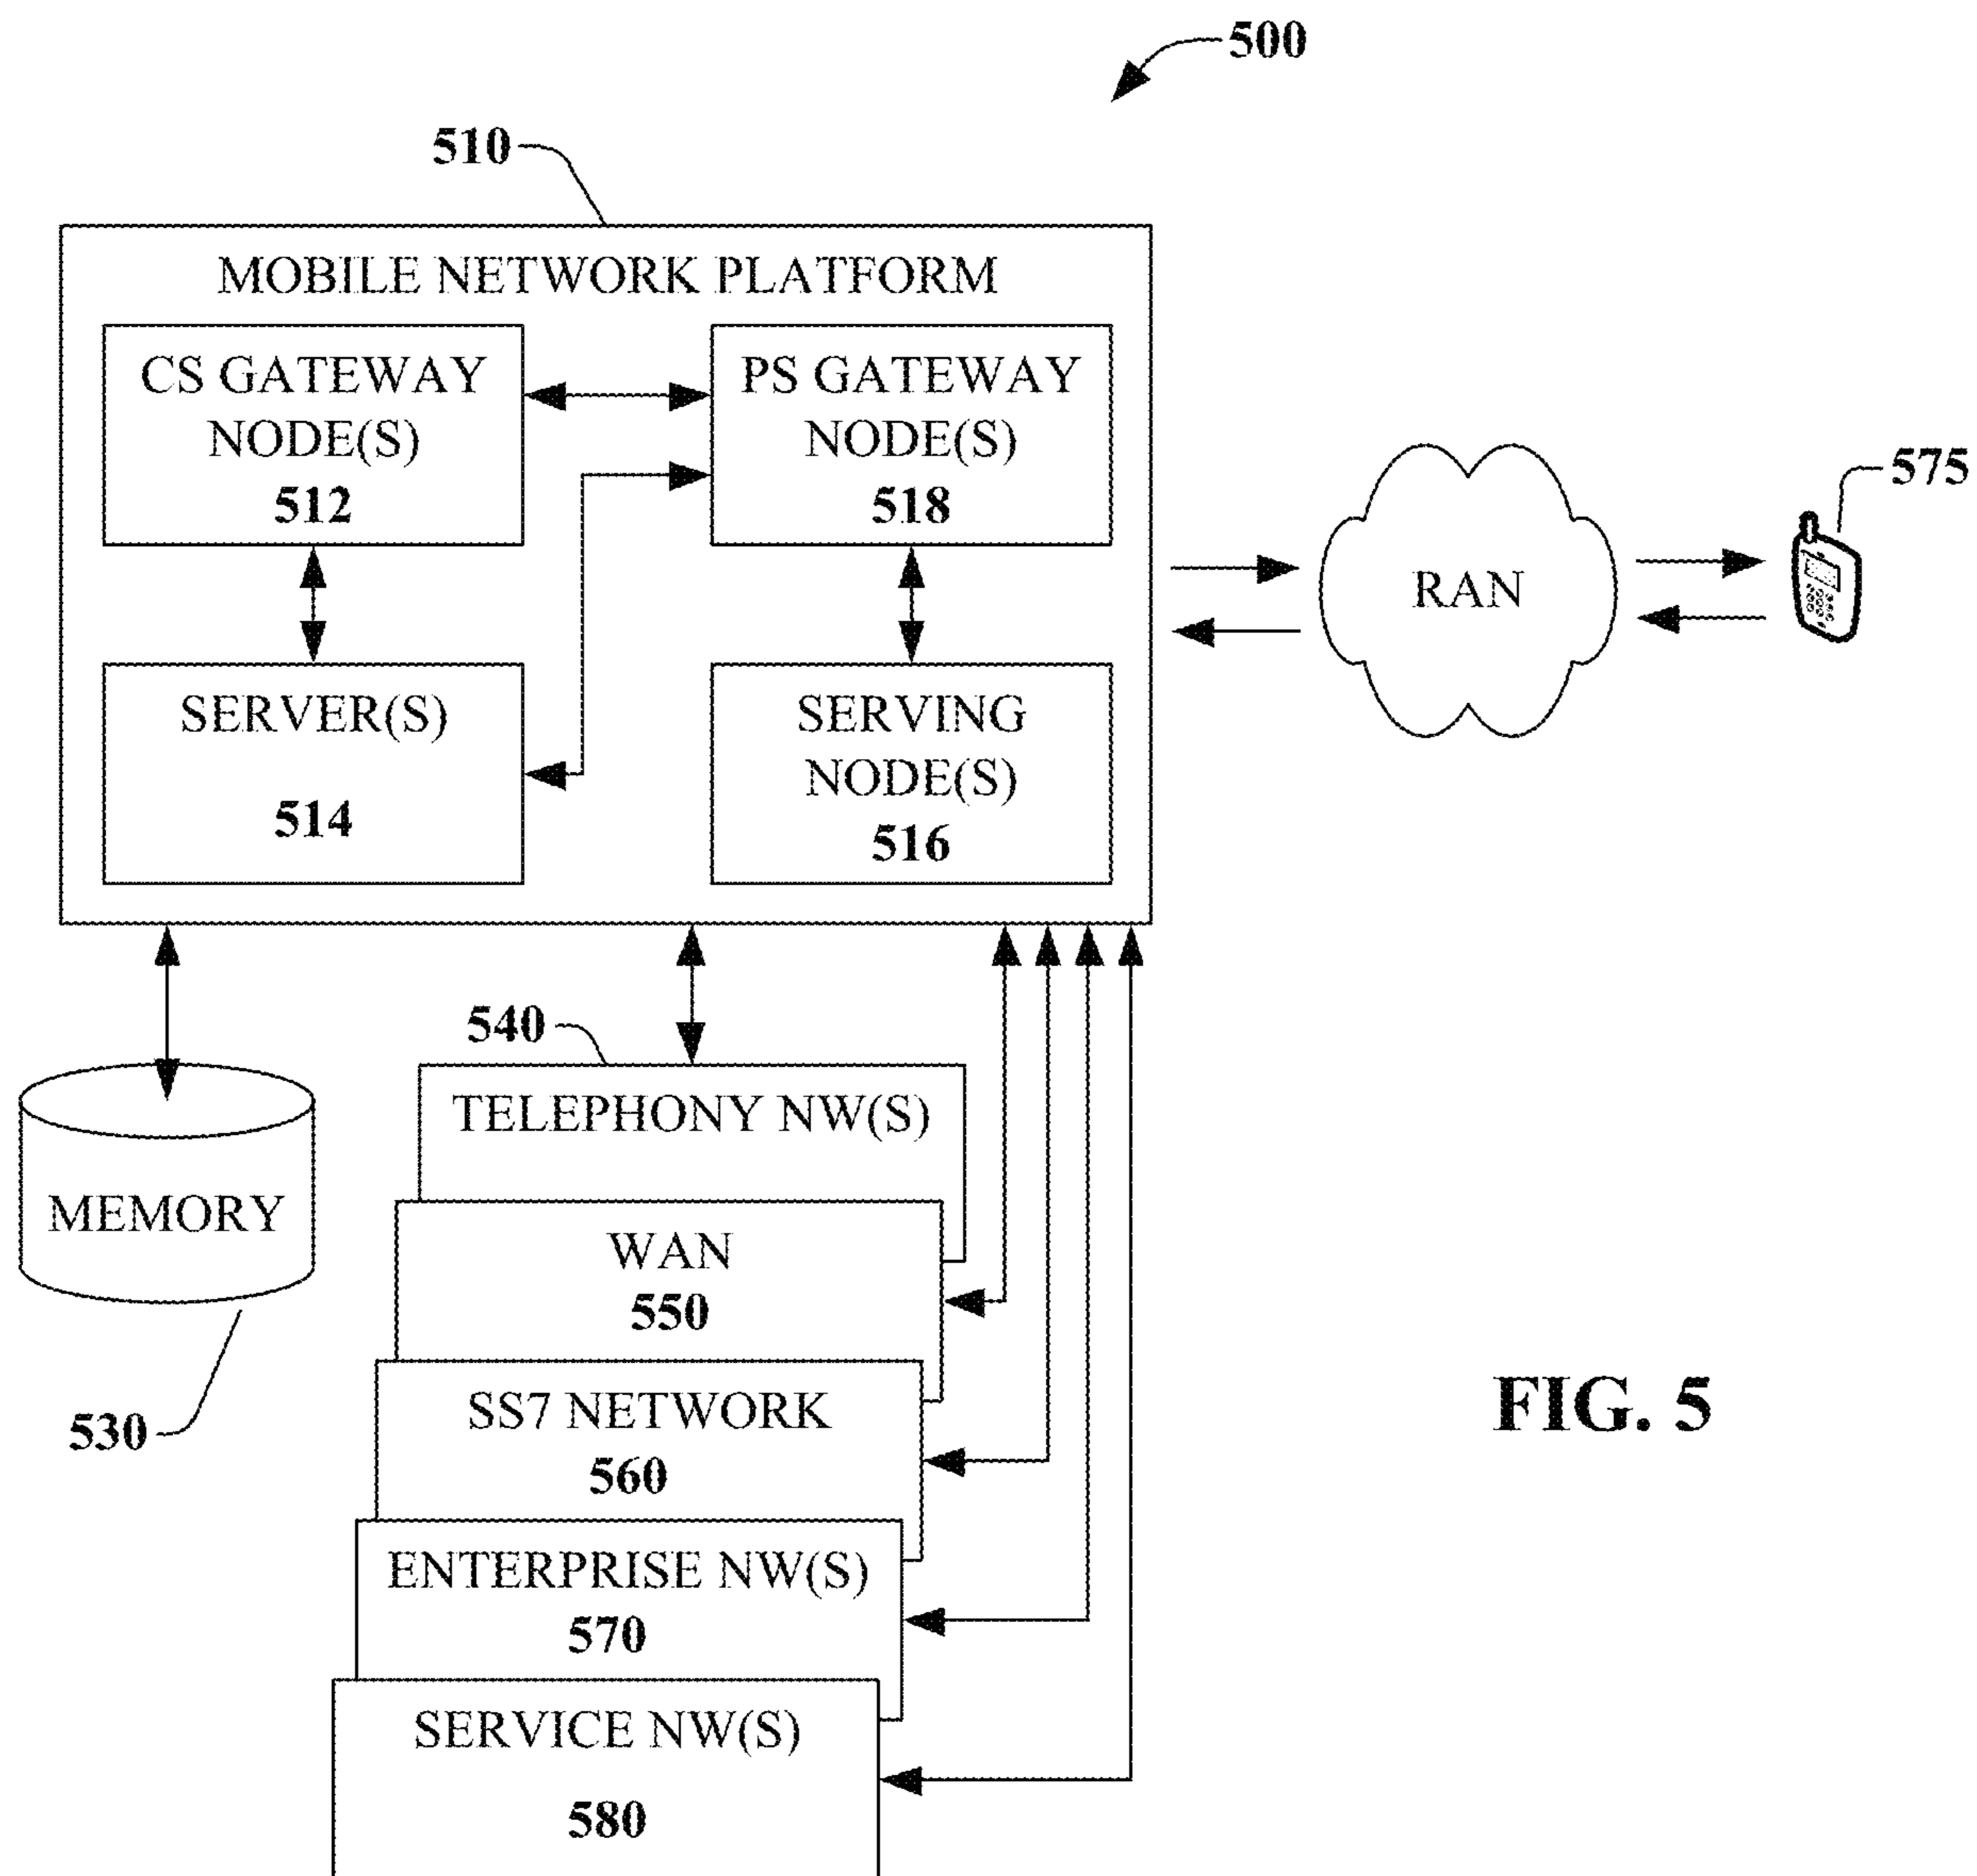 500
510
MOBILE NETWORK PLATFORM
CS GATEWAY
NODE(S)
512
PS GATEWAY
NODE(S)
518
SERVER(S)
514
SERVING
NODE(S)
516
RAN
575
540
TELEPHONY NW(S)
MEMORY
530
WAN
550
SS7 NETWORK
560
ENTERPRISE NW(S)
570
SERVICE NW(S)
580
FIG. 5